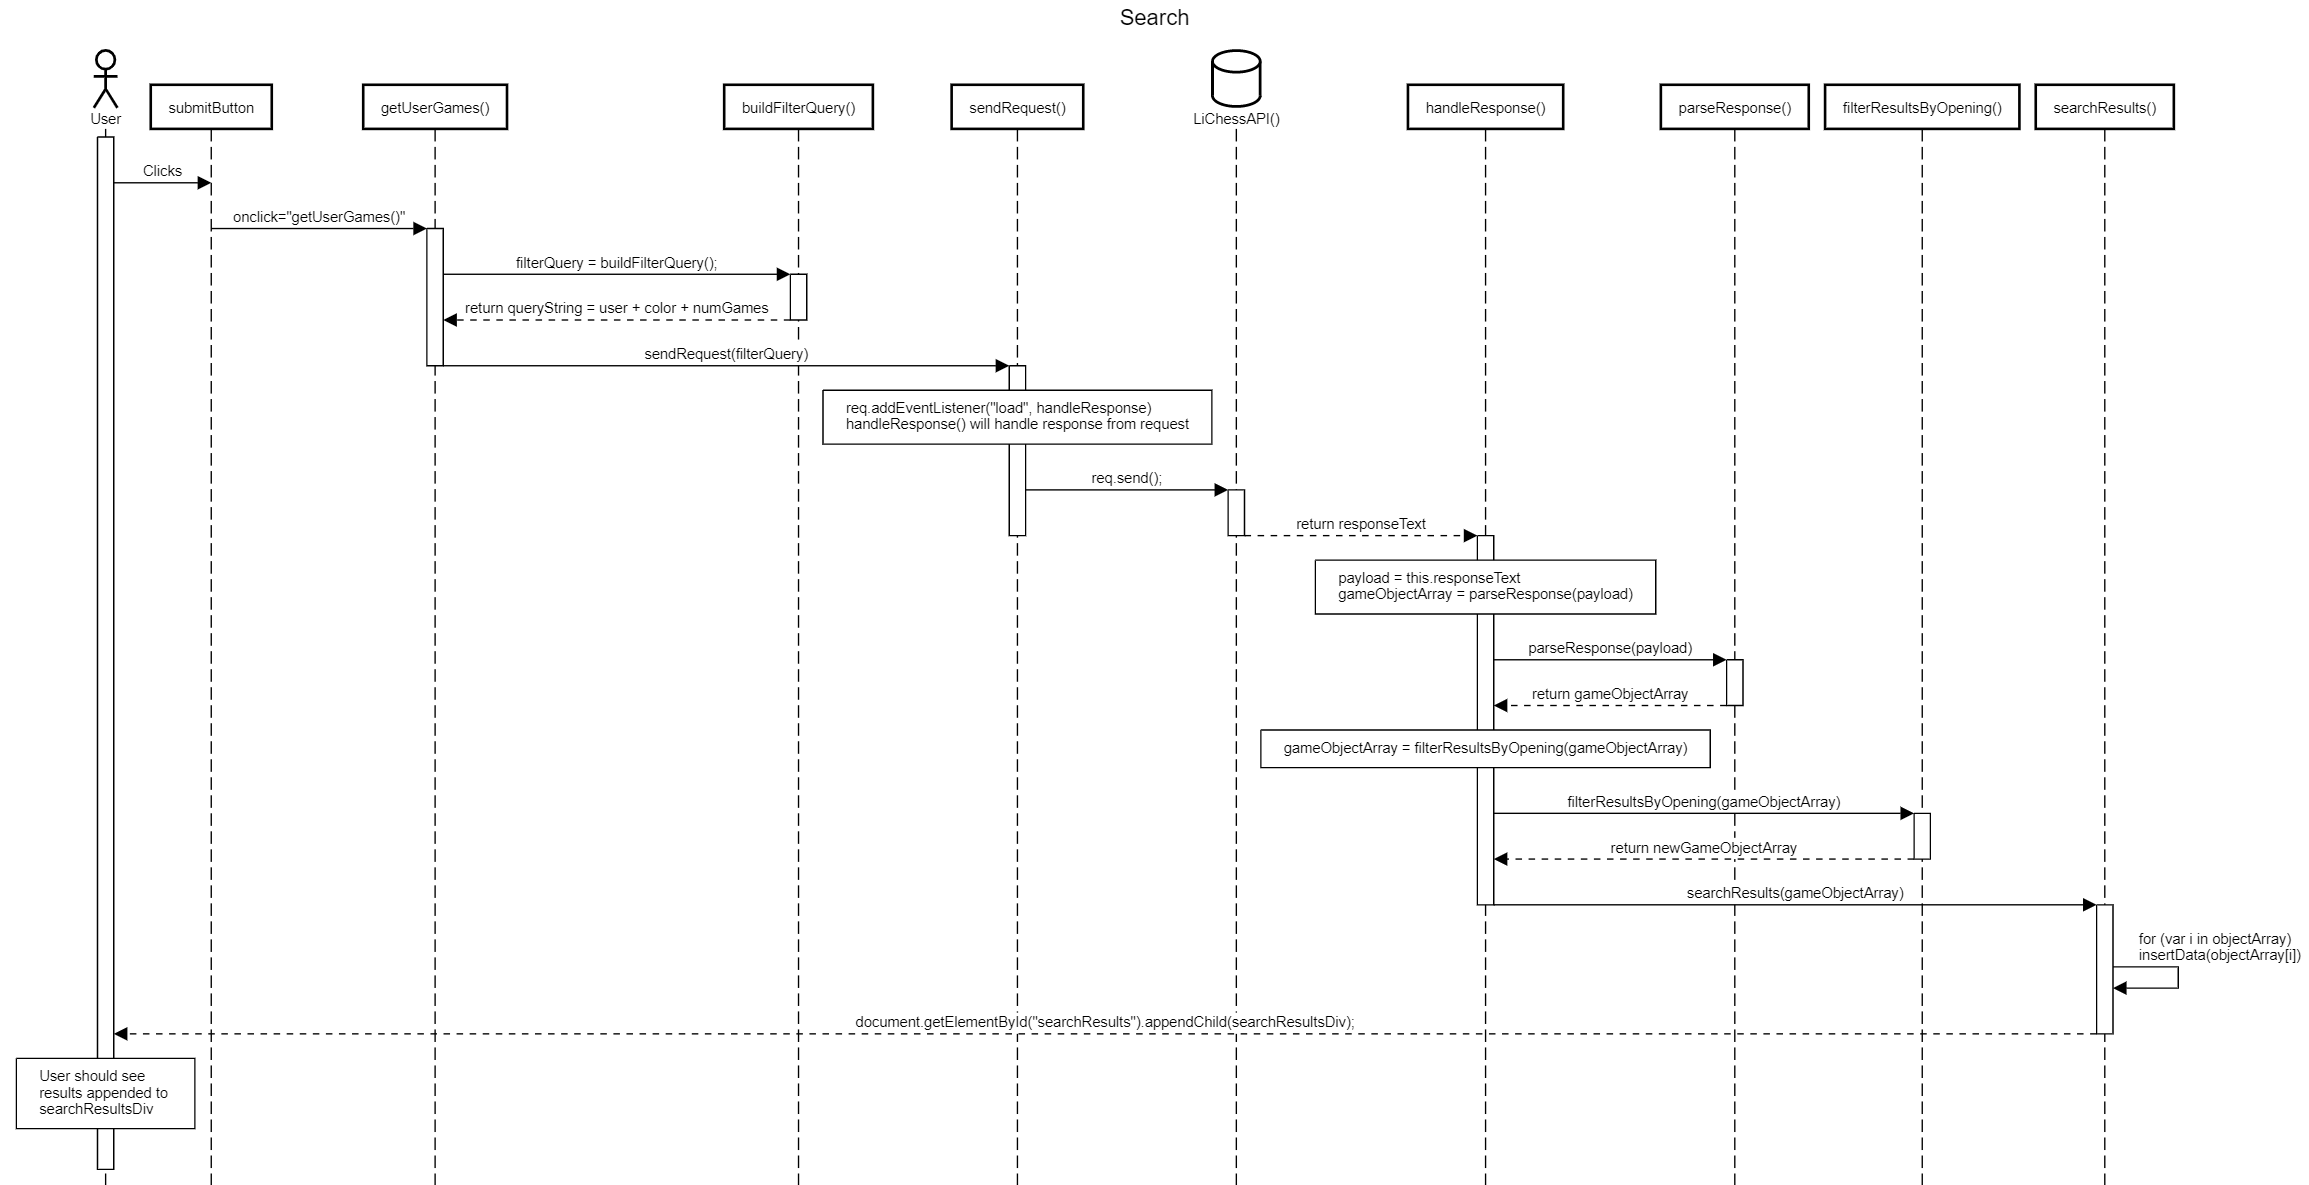 Search
User
submitButton
getUserGames()
buildFilterQuery()
sendRequest()
LiChessAPI()
handleResponse()
parseResponse()
filterResultsByOpening()
searchResults()
Clicks
onclick="getUserGames()"
filterQuery = buildFilterQuery();
return queryString = user + color + numGames
sendRequest(filterQuery)
req.addEventListener("load", handleResponse)
handleResponse() will handle response from request
req.send();
return responseText
payload = this.responseText
gameObjectArray = parseResponse(payload)
parseResponse(payload)
return gameObjectArray
gameObjectArray = filterResultsByOpening(gameObjectArray)
filterResultsByOpening(gameObjectArray)
return newGameObjectArray
searchResults(gameObjectArray)
for (var i in objectArray)
insertData(objectArray[i])
document.getElementById("searchResults").appendChild(searchResultsDiv);
User should see
results appended to
searchResultsDiv